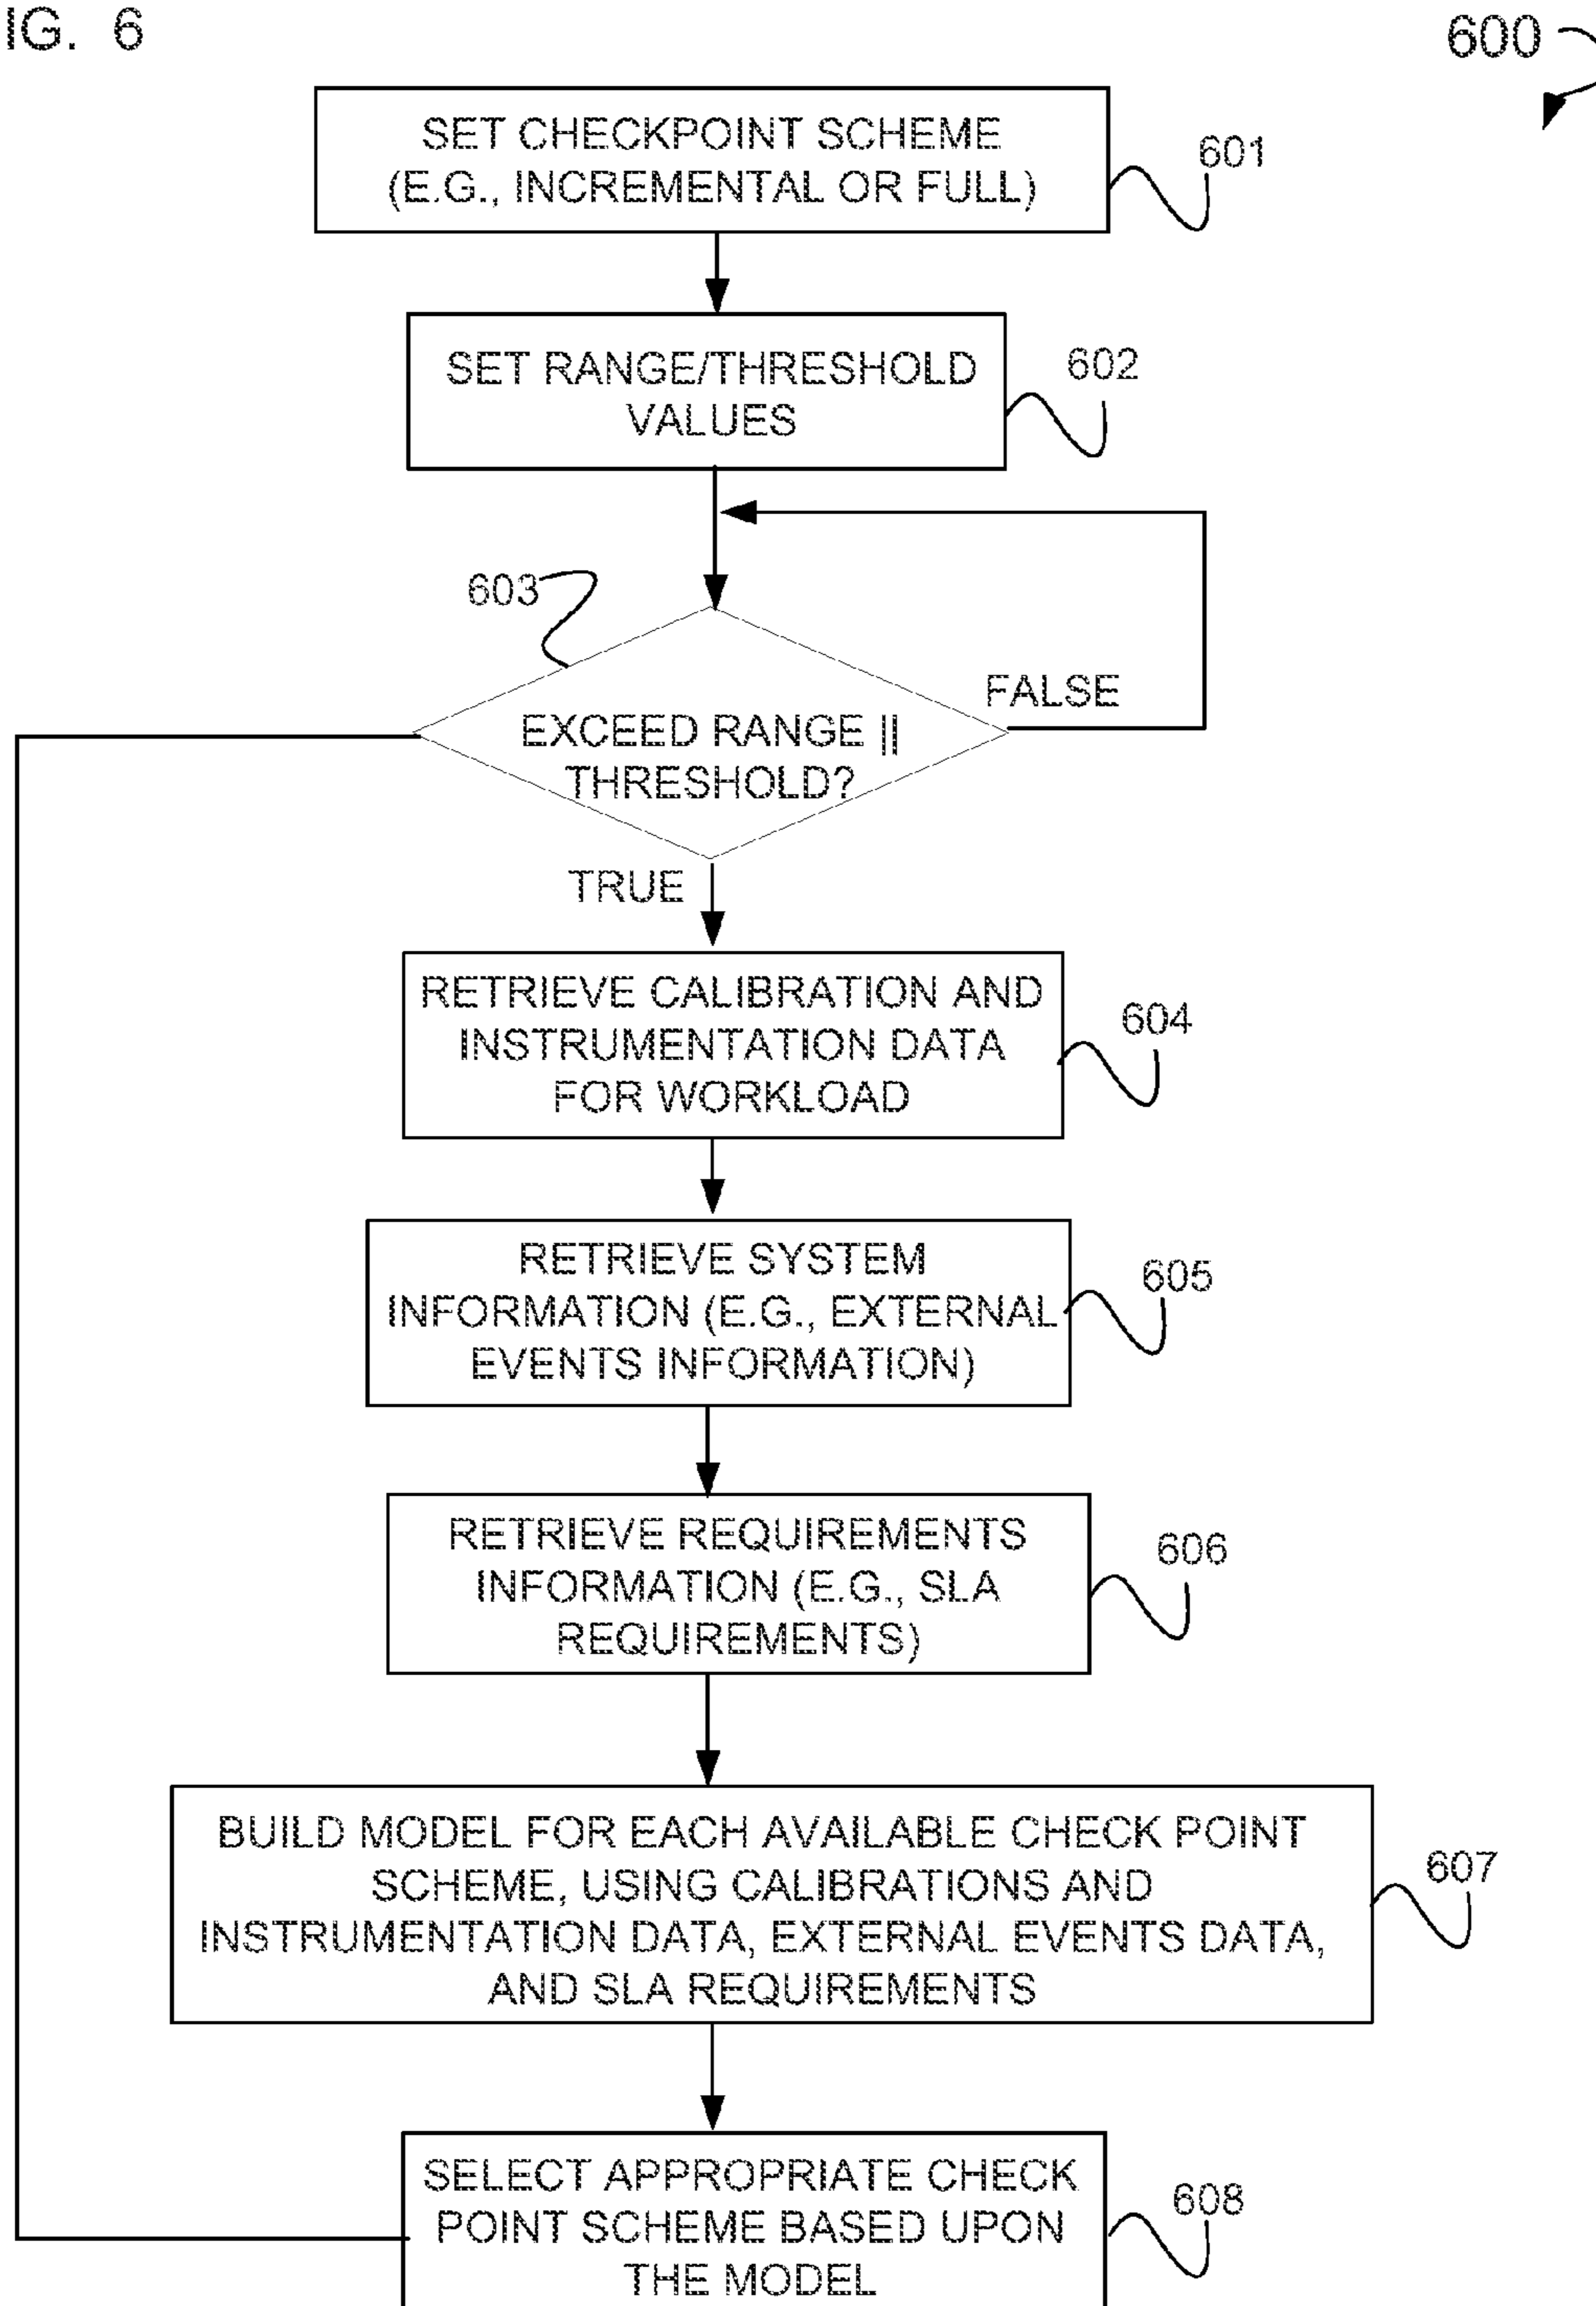 IG. 6
600
SET CHECKPOINT SCHEME
(E.G., INCREMENTAL OR FULL)
601
SET RANGE/THRESHOLD
VALUES
602
603
EXCEED RANGE ||
THRESHOLD?
FALSE
TRUE
RETRIEVE CALIBRATION AND
INSTRUMENTATION DATA
FOR WORKLOAD
604
RETRIEVE SYSTEM
INFORMATION (E.G., EXTERNAL
EVENTS INFORMATION)
605
RETRIEVE REQUIREMENTS
INFORMATION (E.G., SLA
REQUIREMENTS)
606
BUILD MODEL FOR EACH AVAILABLE CHECK POINT
SCHEME, USING CALIBRATIONS AND
INSTRUMENTATION DATA, EXTERNAL EVENTS DATA,
AND SLA REQUIREMENTS
607
SELECT APPROPRIATE CHECK
POINT SCHEME BASED UPON
THE MODEL
608